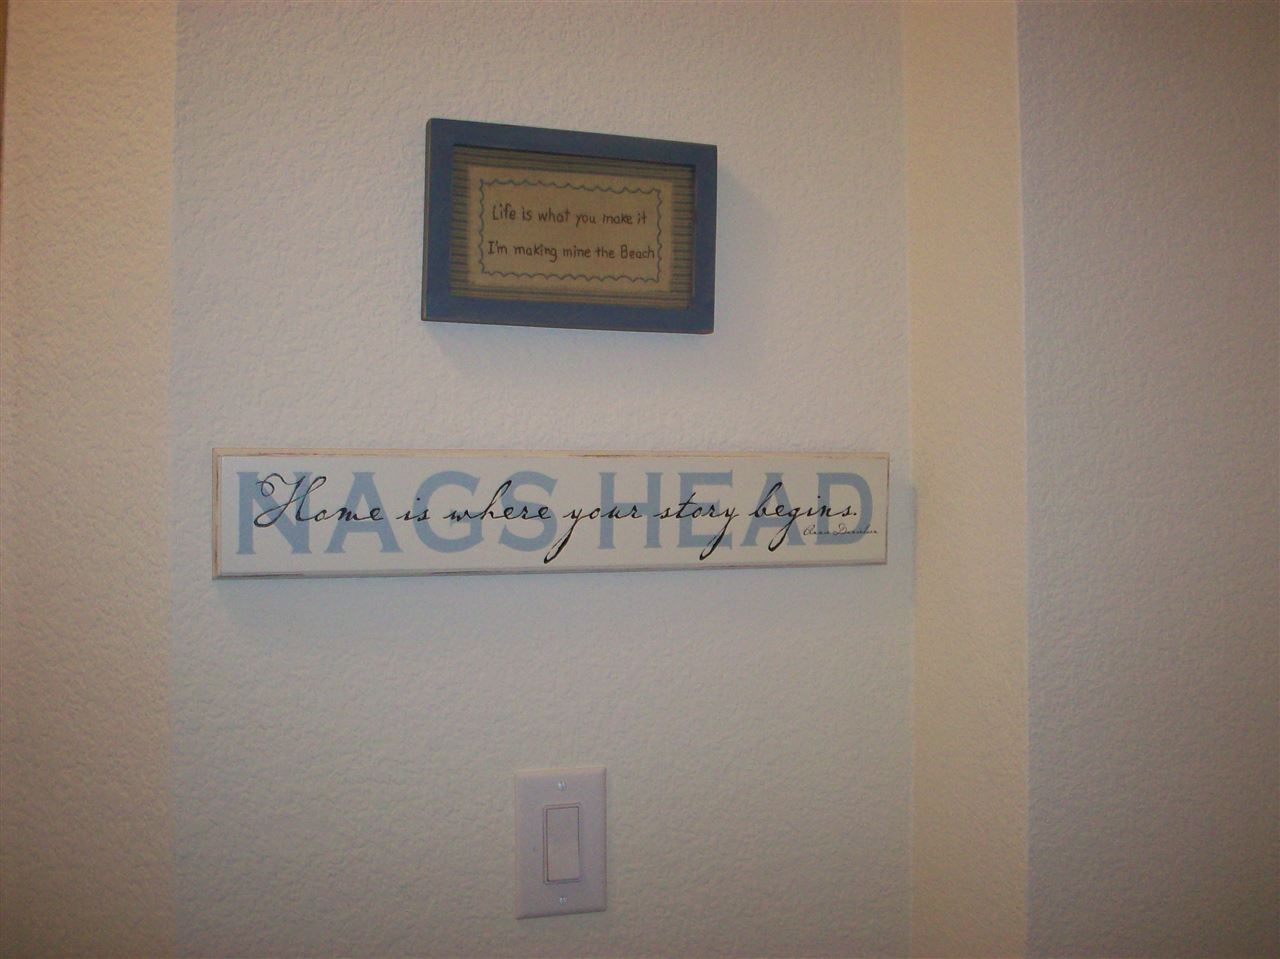 Life is what you make it
I'm making mine the Beach
NAGS HEAD
Home is where your story begins.